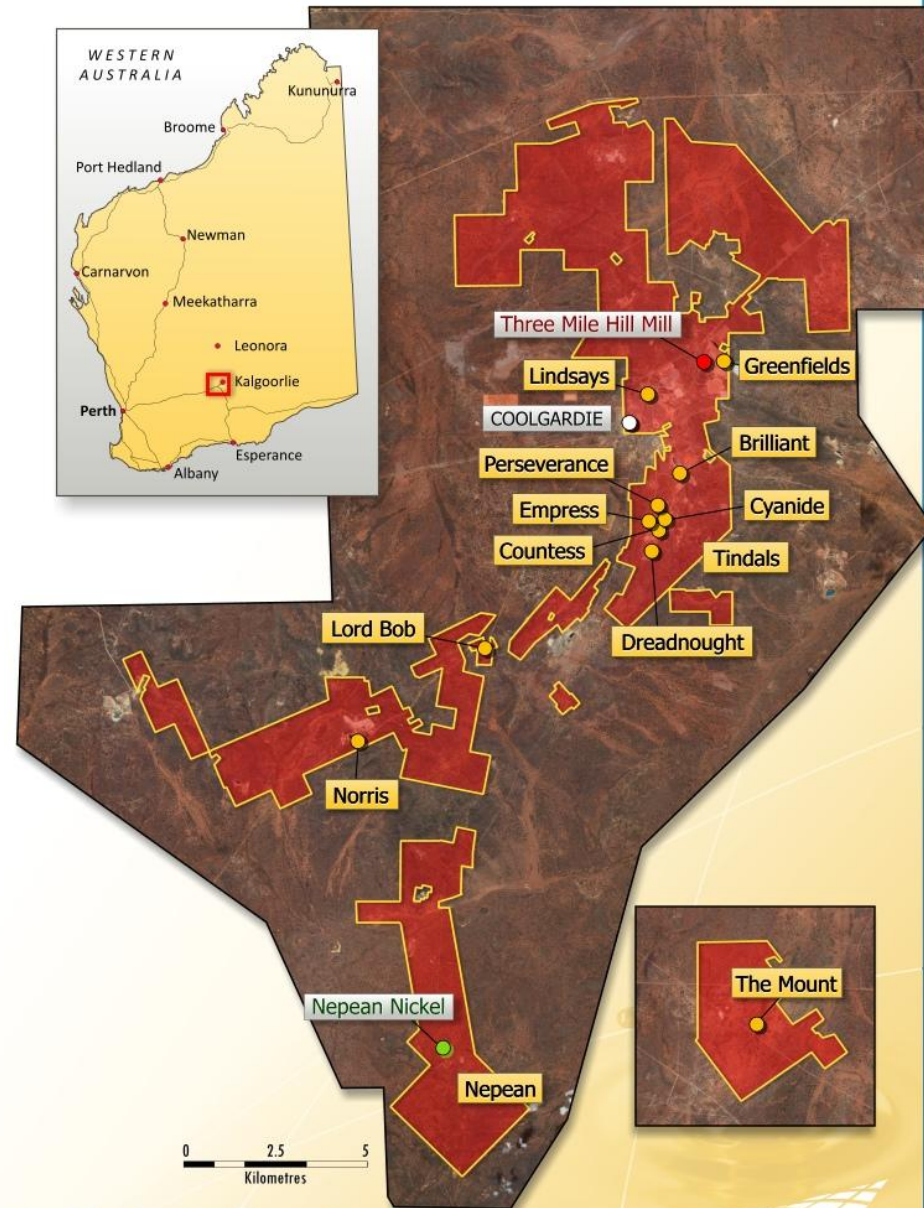 WESTERN
AUSTRALIA
Kununurra
Broome
Port Hedland
Newman
Carnarvon
Meekatharra
Leonora
Kalgoorlie
Perth
Esperance
Albany
Three Mile Hill Mill
Greenfields
Lindsays
COOLGARDIE
Brilliant
Perseverance
Empress
Cyanide
Countess
Tindals
Dreadnought
Lord Bob
Norris
Nepean Nickel
Nepean
The Mount
0 2.5 5
Kilometres